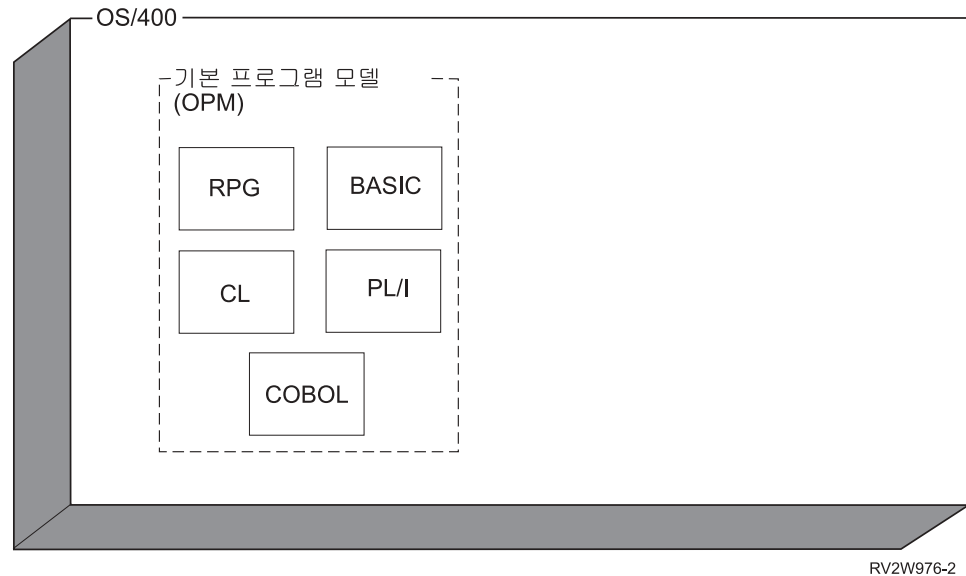 OS/400
기본 프로그램 모델
(OPM)
RPG
BASIC
CL
PL/I
COBOL
RV2W976-2